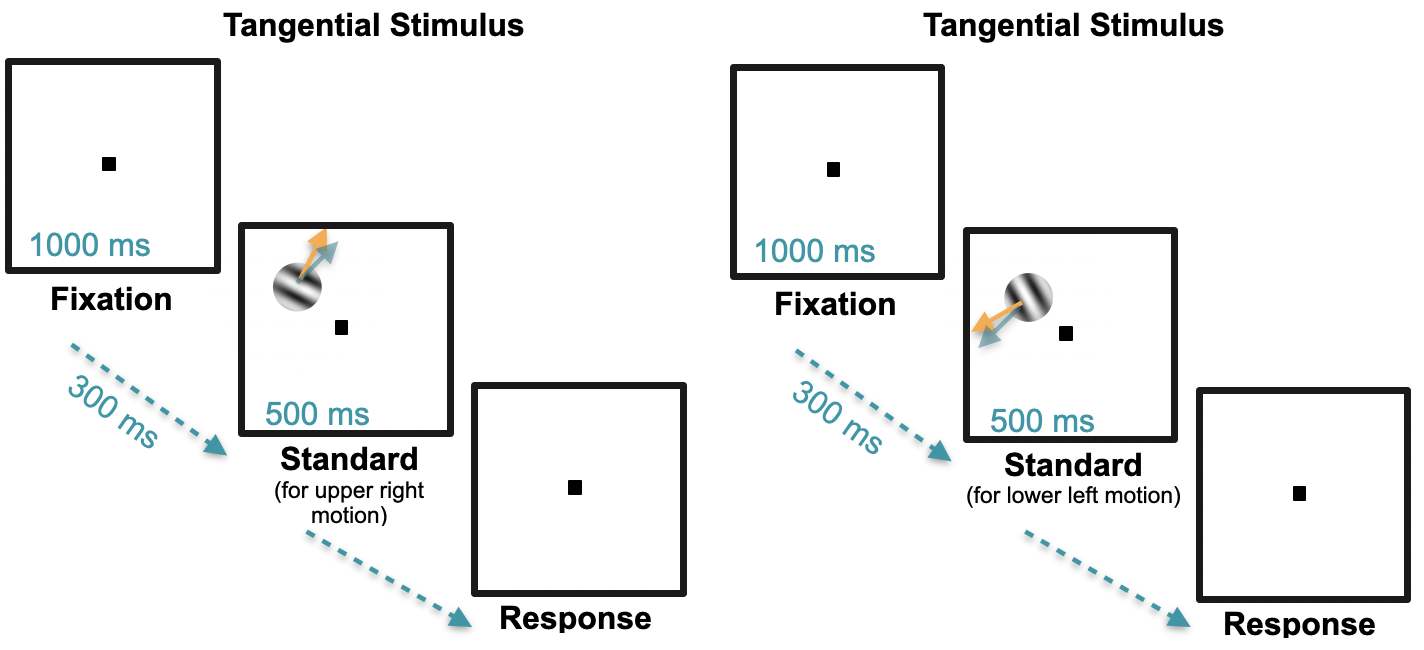 Tangential Stimulus
1000 ms
Fixation
300 ms
500 ms
Standard
(for upper right
motion)
Response
Tangential Stimulus
1000 ms
Fixation
300 ms
500 ms
Standard
(for lower left motion)
Response